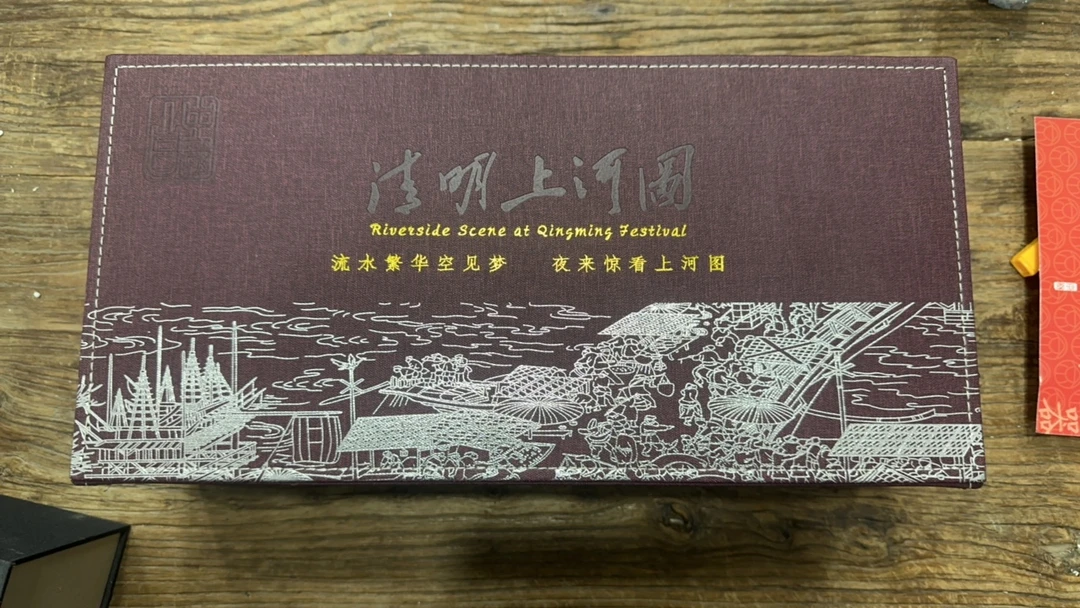 清明上河圖
Riverside Scene at Qingming Festival
流水繁华空见梦 夜来惊看上河图